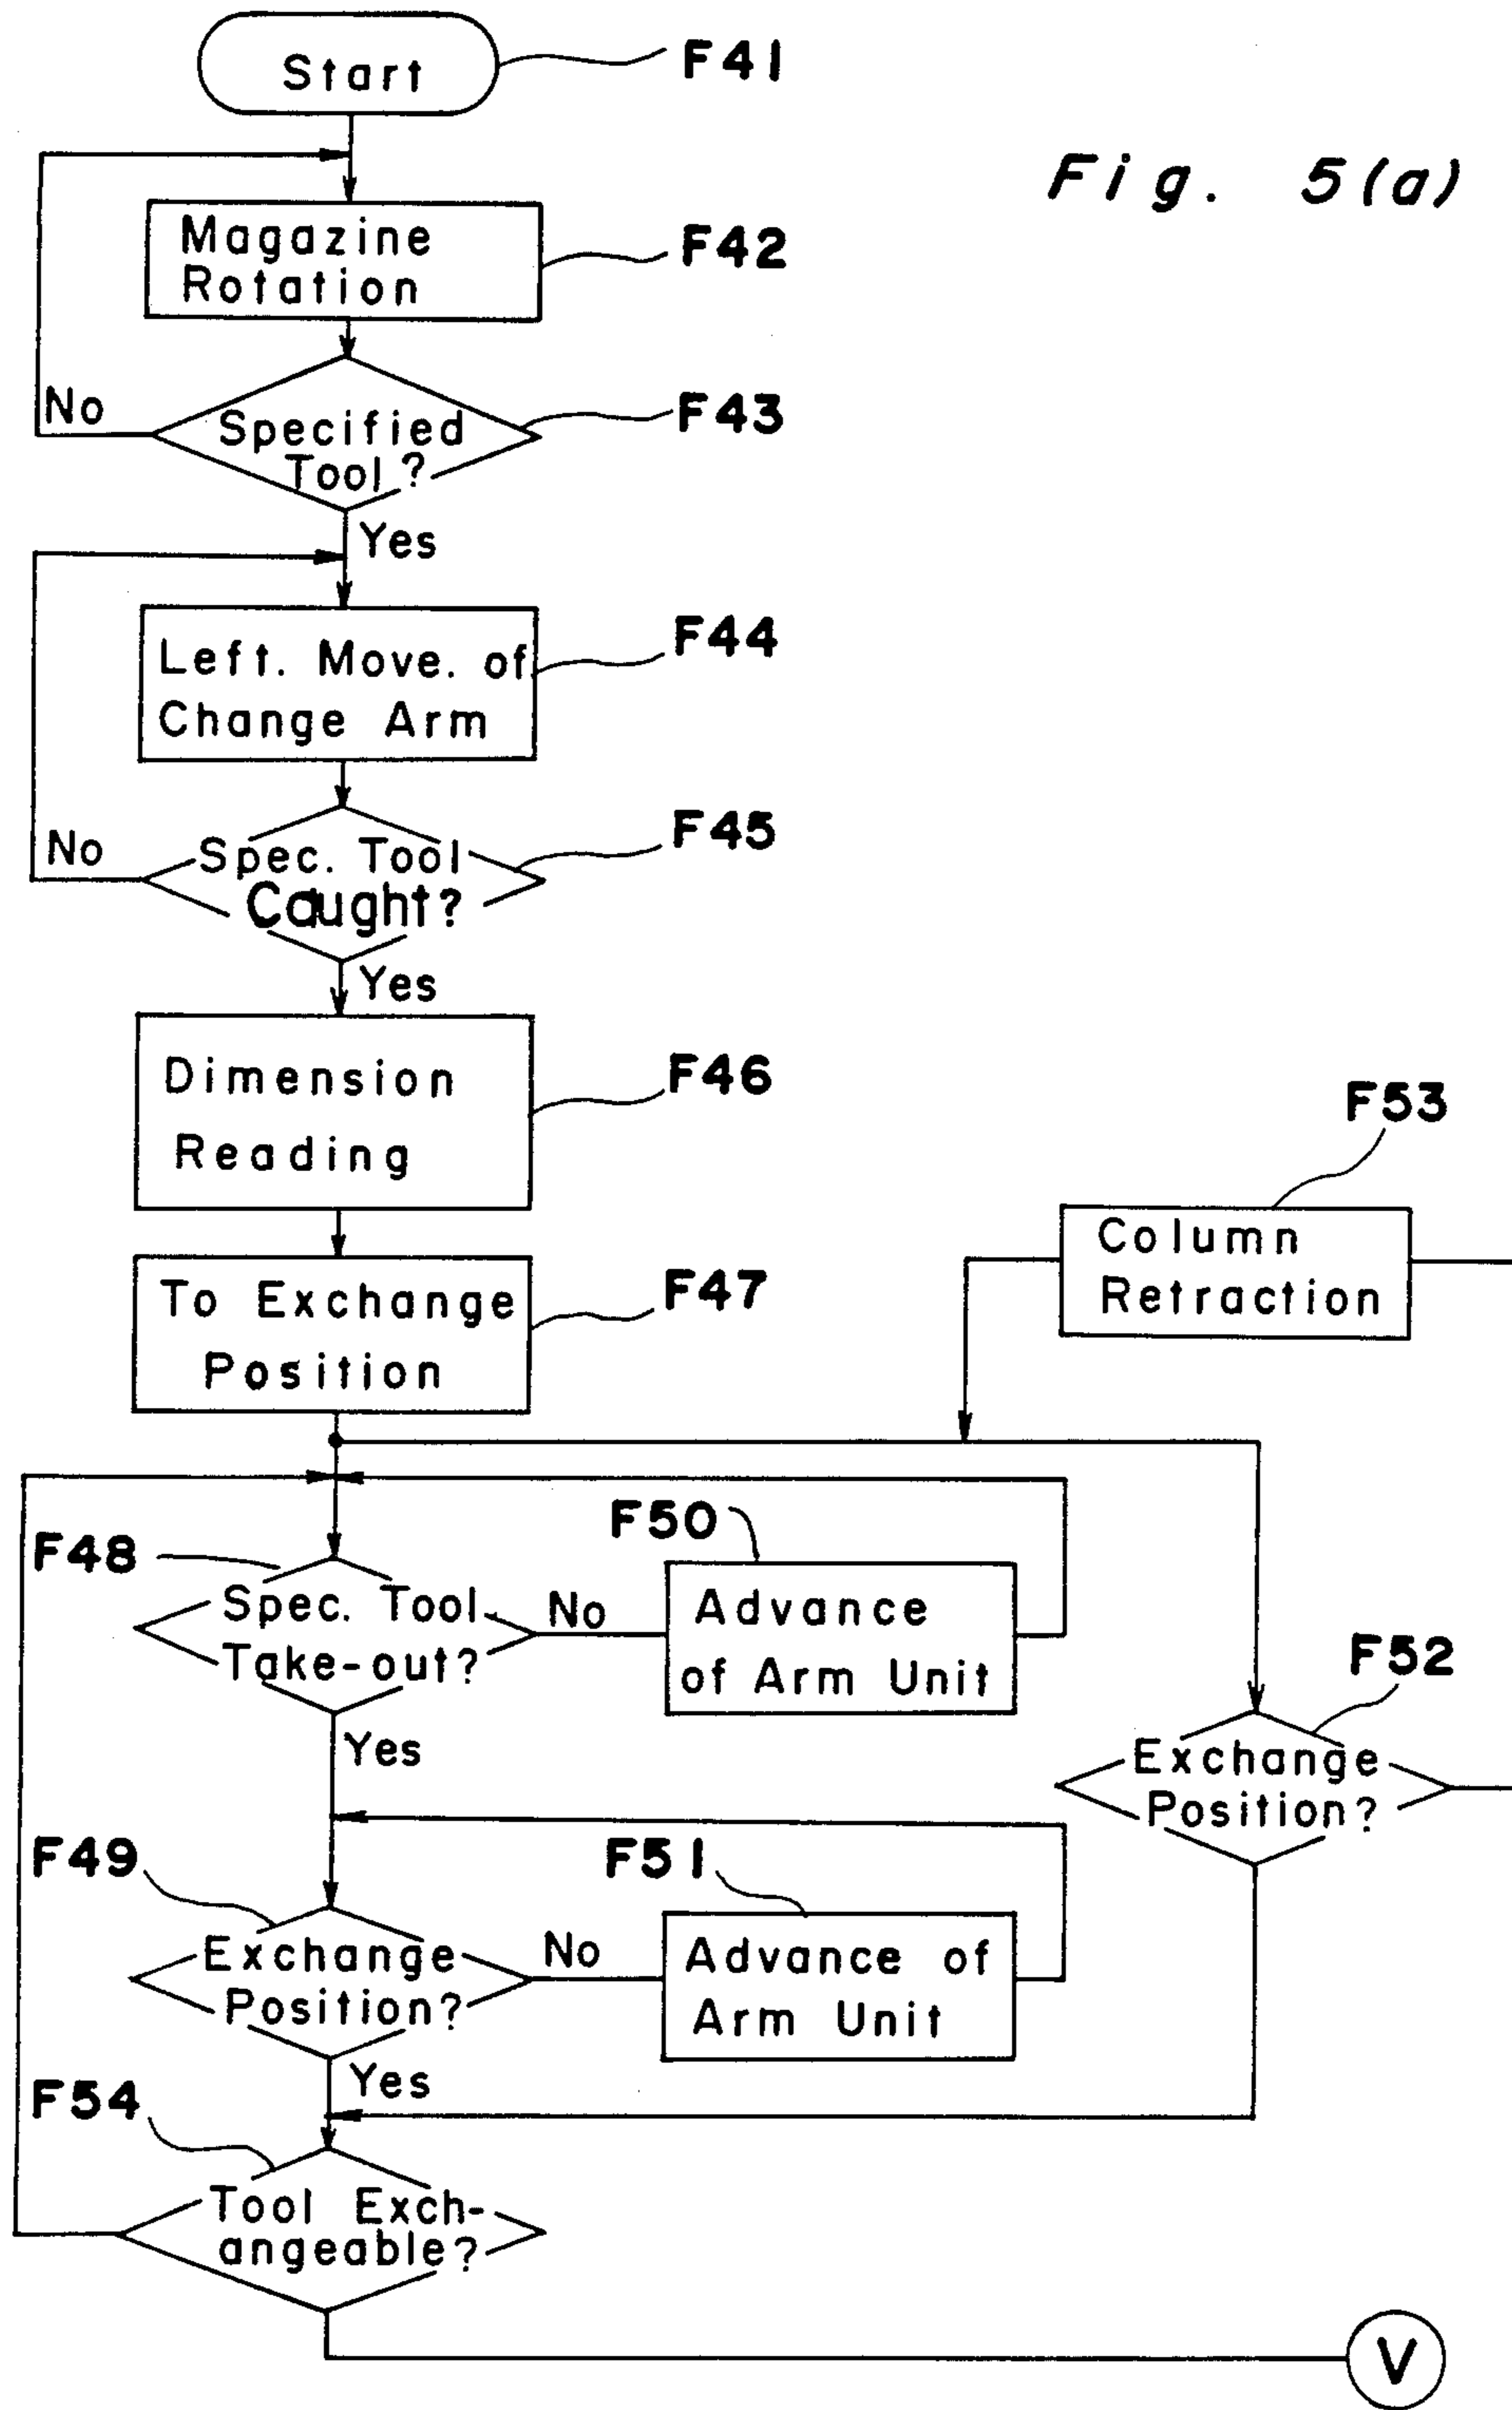 Start
F41
Fig. 5(a)
Magazine
Rotation
F42
No
Specified
Tool?
F43
Yes
Left. Move. of
Change Arm
F44
No
Spec. Tool
Caught?
F45
Yes
Dimension
Reading
F46
F53
Column
Retraction
To Exchange
Position
F47
F48
Spec. Tool
Take-out?
No
F50
Advance
of Arm Unit
Yes
F52
Exchange
Position?
F49
Exchange
Position?
No
F51
Advance of
Arm Unit
Yes
F54
Tool Exch-
angeable?
V